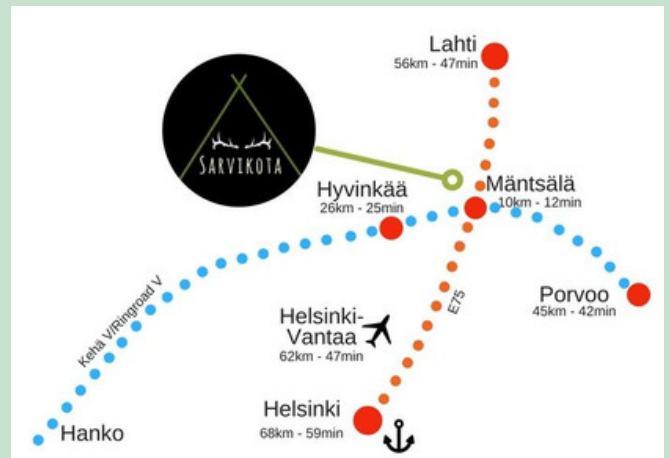 Lahti
56km - 47min
SARVIKOTA
Hyvinkää
26km - 25min
Mäntsälä
10km - 12min
Kehä V/Ringroad V
E75
Porvoo
45km - 42min
Helsinki-
Vantaa
62km - 47min
Helsinki
68km - 59min
Hanko